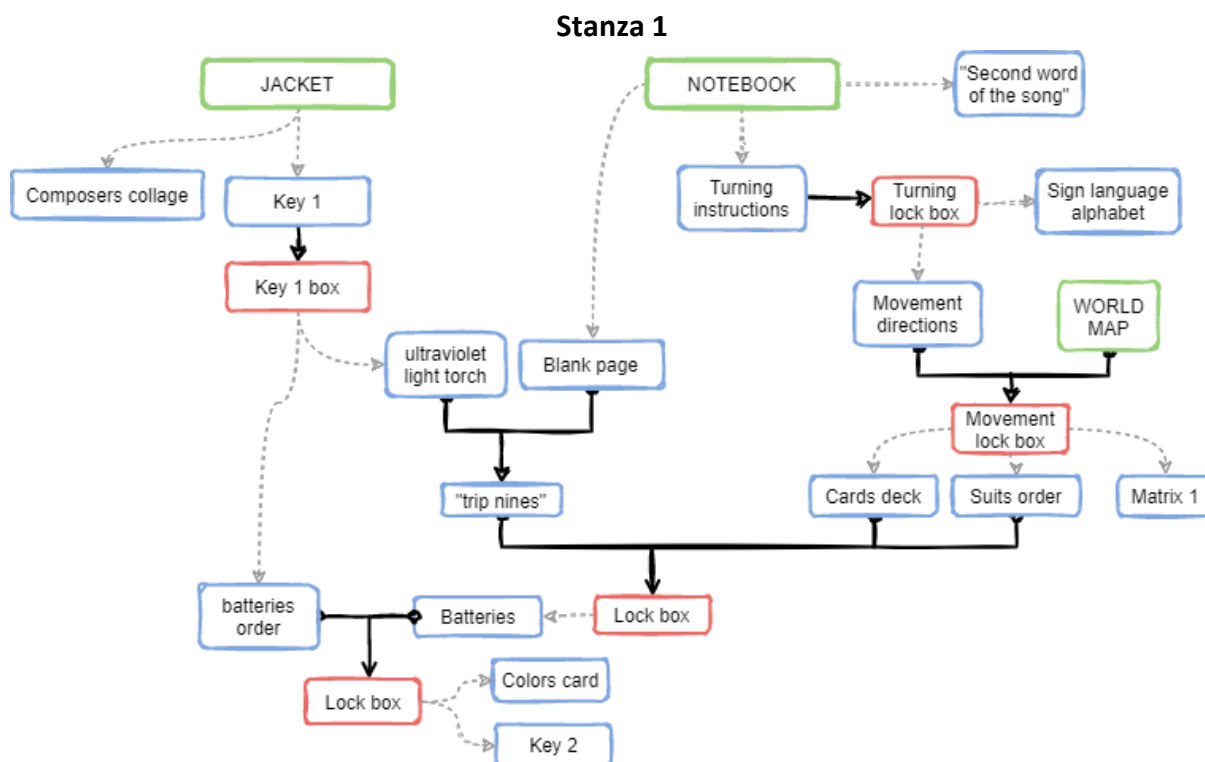 Stanza 1
JACKET
NOTEBOOK
"Second word
of the song"
Composers collage
Key 1
Turning
instructions
Turning
lock box
Sign language
alphabet
Key 1 box
Movement
directions
WORLD
MAP
ultraviolet
light torch
Blank page
Movement
lock box
"trip nines"
Cards deck
Suits order
Matrix 1
batteries
order
Batteries
Lock box
Lock box
Colors card
Key 2